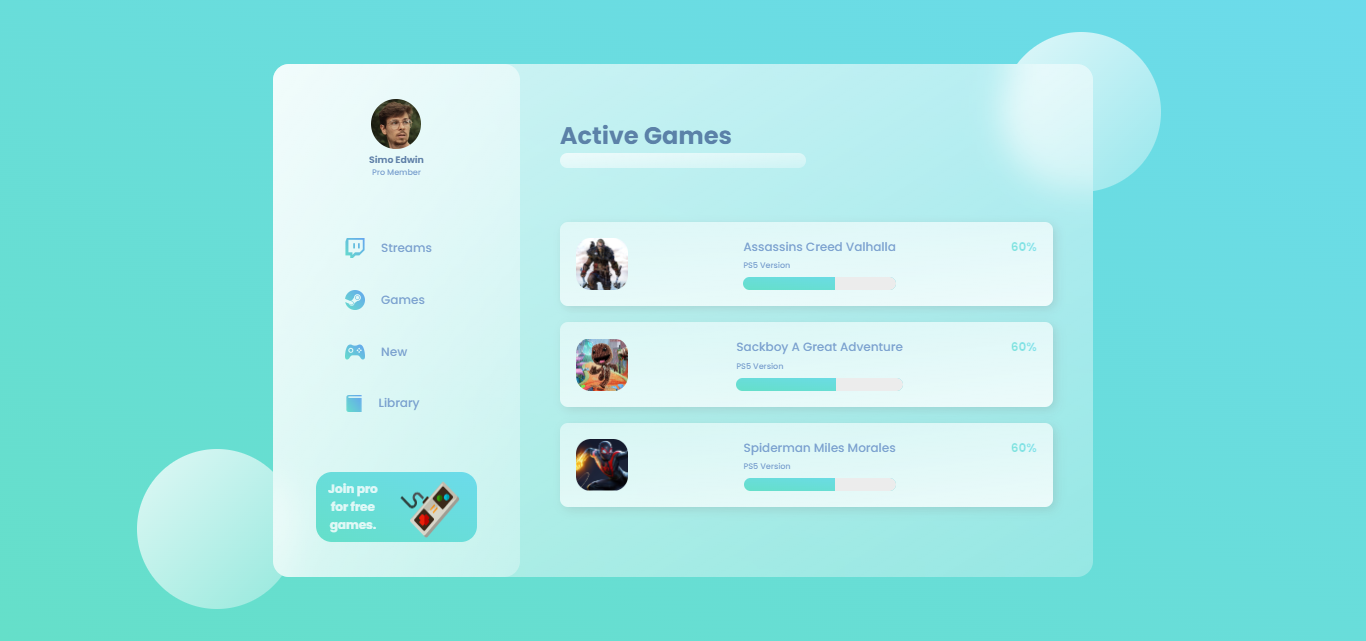 Simo Edwin
Pro Member
Streams
Games
New
Library
Join pro
for free
games.
Active Games
Assassins Creed Valhalla
60%
PS5 Version
Sackboy A Great Adventure
60%
PS5 Version
Spiderman Miles Morales
60%
PS5 Version